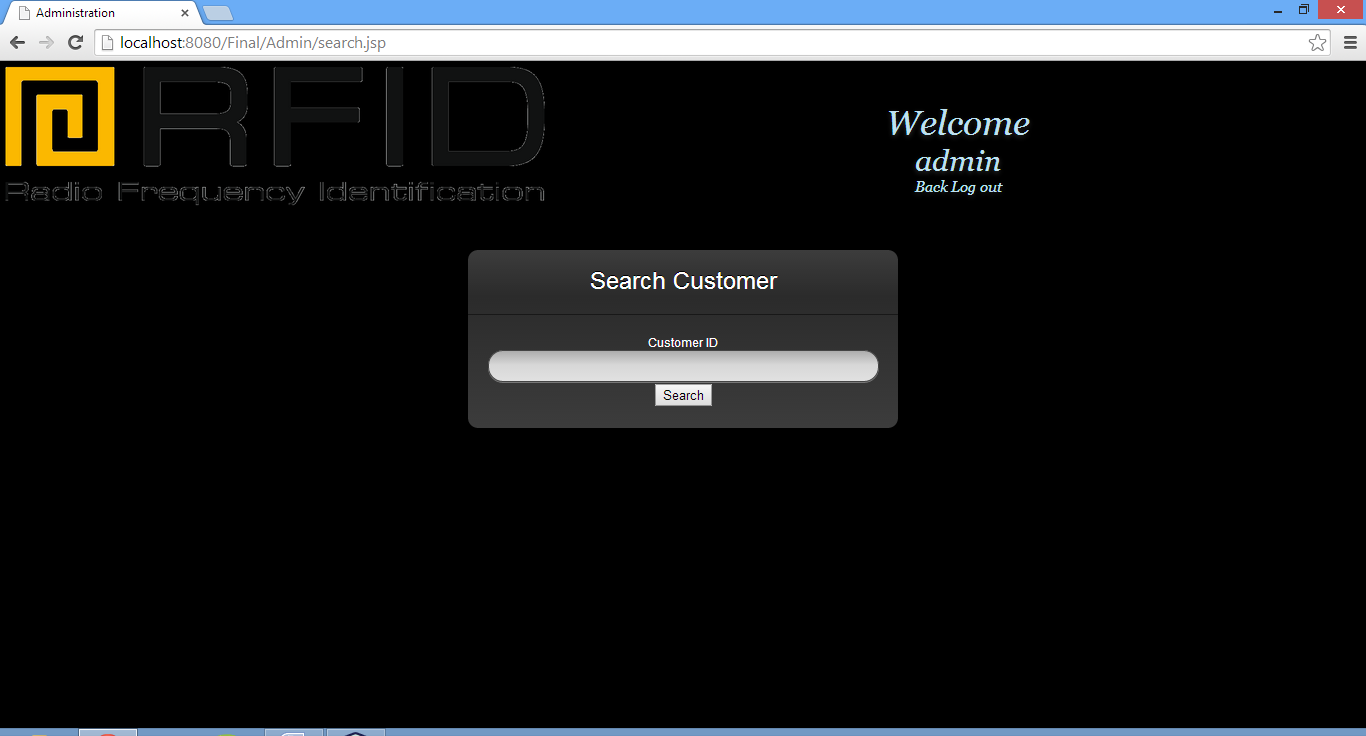 Administration
localhost:8080/Final/Admin/search.jsp
RFID
Radio Frequency Identification
Welcome
admin
Back Log out
Search Customer
Customer ID
Search